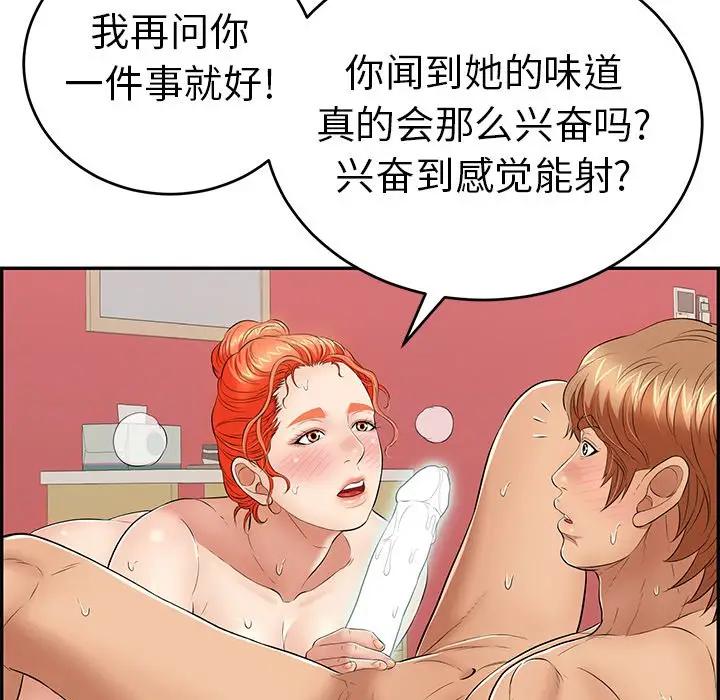 我再问你
一件事就好!
你闻到她的味道
真的会那么兴奋吗?
兴奋到感觉能射?